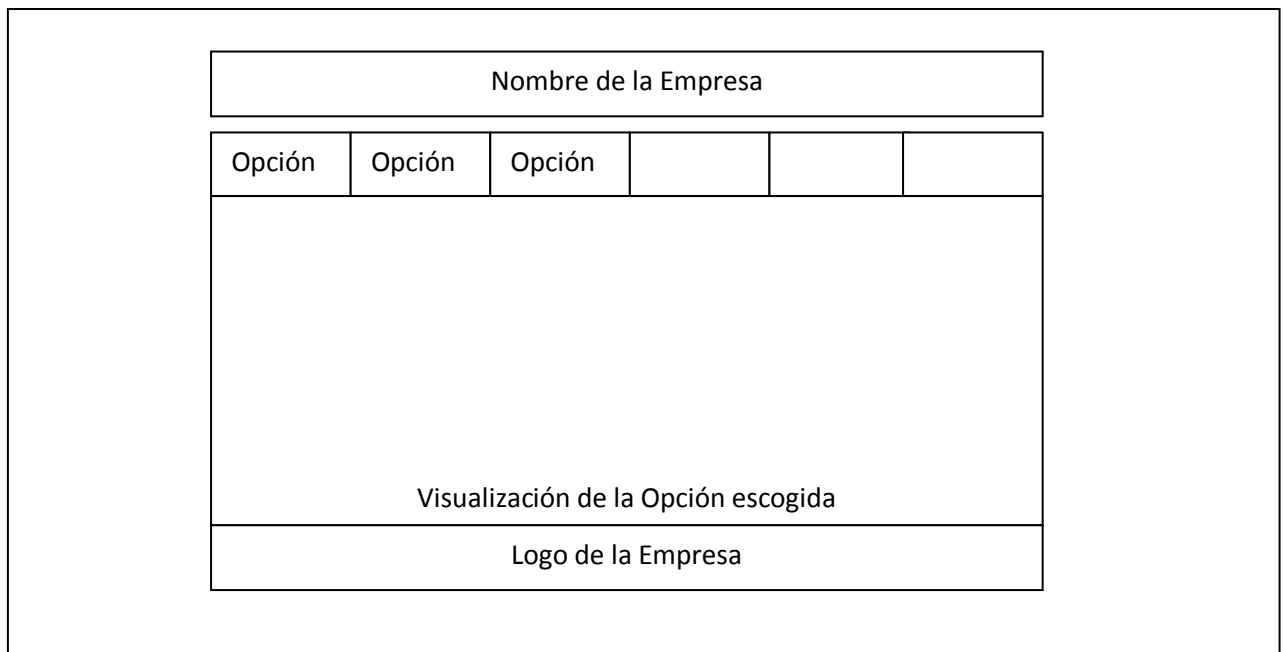 Nombre de la Empresa
Opción Opción Opción
Visualización de la Opción escogida
Logo de la Empresa